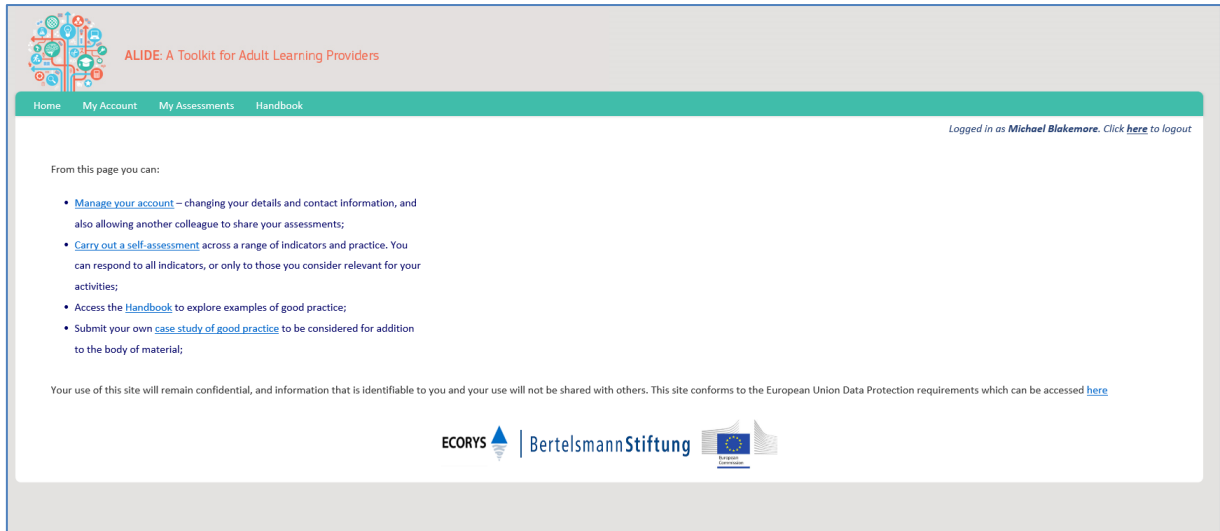 ALIDE: A Toolkit for Adult Learning Providers
Home My Account My Assessments Handbook
Logged in as Michael Blakemore. Click here to logout
From this page you can:
• Manage your account – changing your details and contact information, and
also allowing another colleague to share your assessments;
• Carry out a self-assessment across a range of indicators and practice. You
can respond to all indicators, or only to those you consider relevant for your
activities;
• Access the Handbook to explore examples of good practice;
• Submit your own case study of good practice to be considered for addition
to the body of material;
Your use of this site will remain confidential, and information that is identifiable to you and your use will not be shared with others. This site conforms to the European Union Data Protection requirements which can be accessed here
ECORYS | BertelsmannStiftung
European
Commission